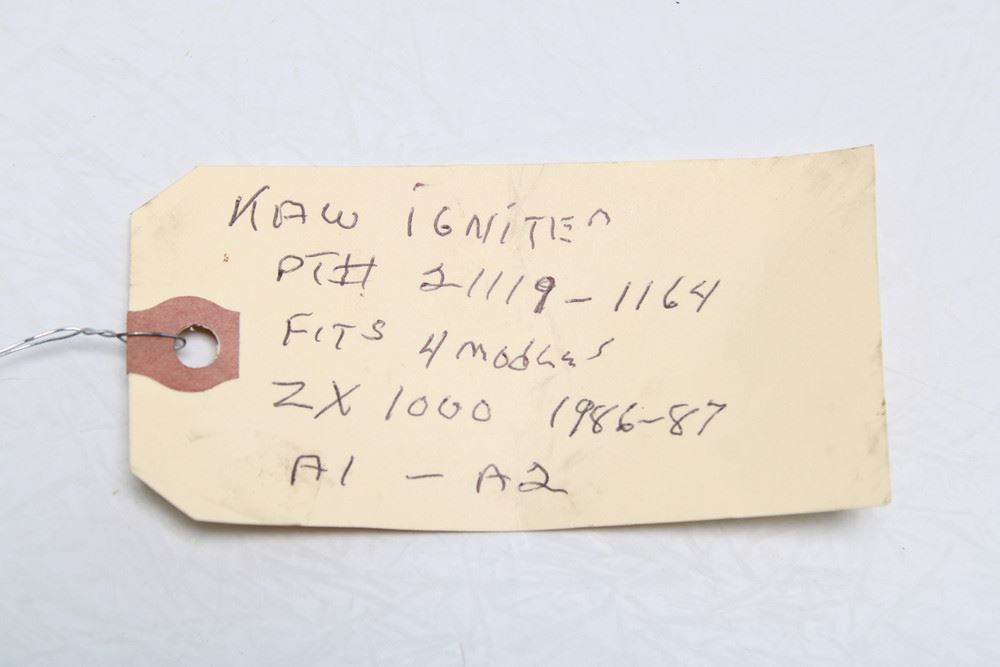 KAW IGNITER
PT# 21119-1164
FITS 4 MODELS
ZX 1000 1986-87
A1 - A2